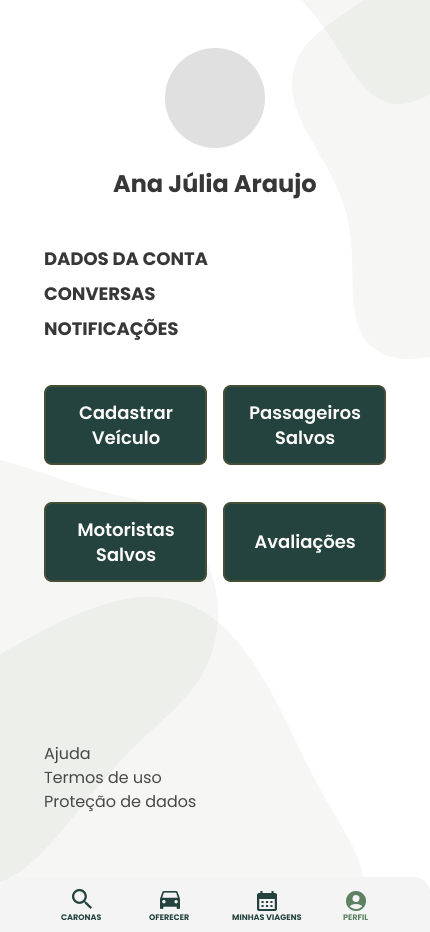 Ana Júlia Araujo
DADOS DA CONTA
CONVERSAS
NOTIFICAÇÕES
Cadastrar
Veículo
Passageiros
Salvos
Motoristas
Salvos
Avaliações
Ajuda
Termos de uso
Proteção de dados
CARONAS
OFERECER
MINHAS VIAGENS
PERFIL